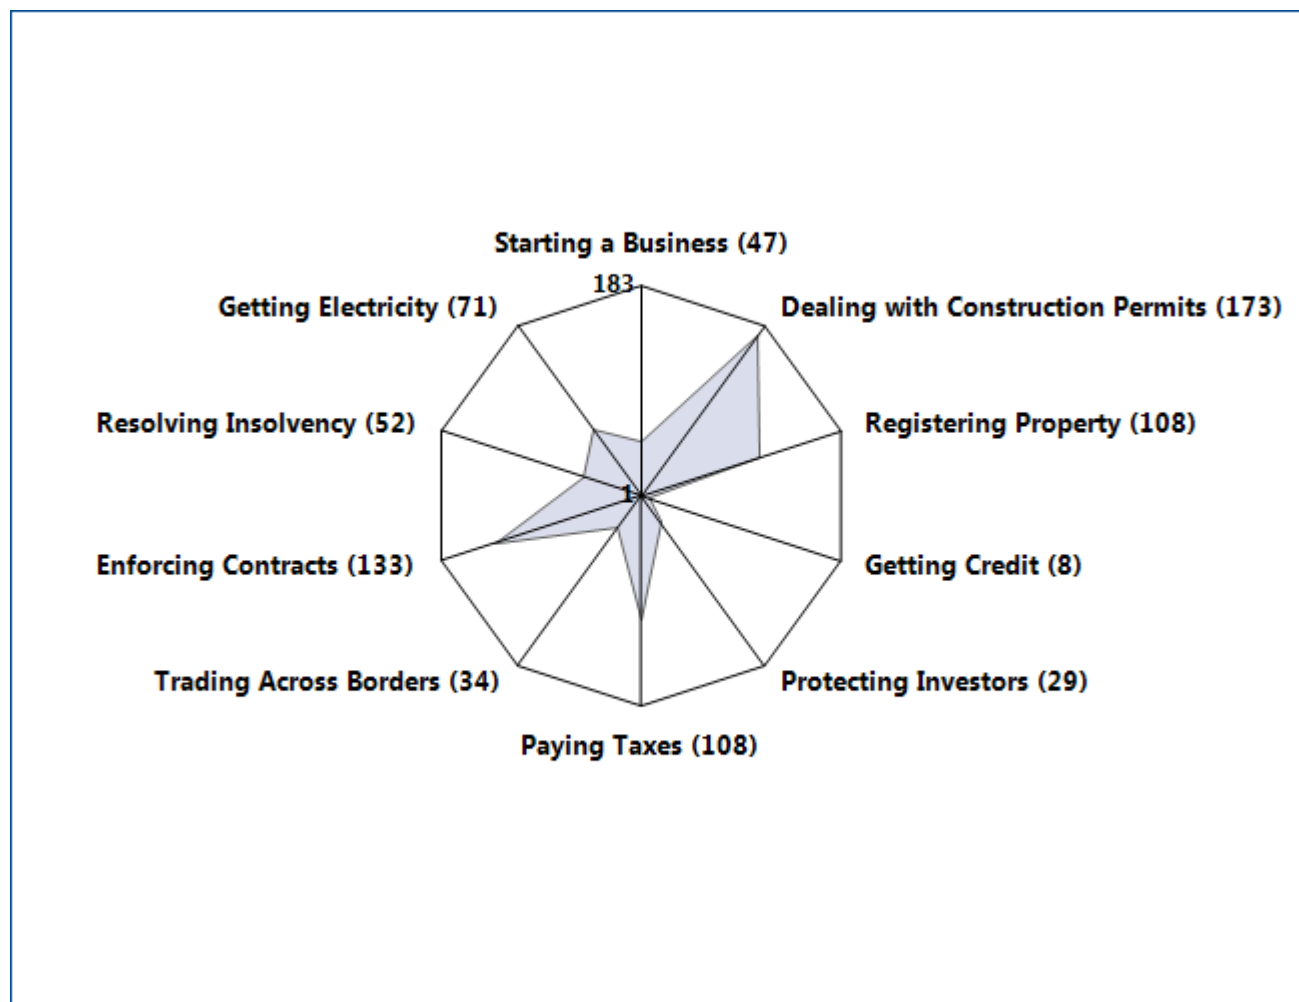 Starting a Business (47)
183
Getting Electricity (71)
Dealing with Construction Permits (173)
Resolving Insolvency (52)
Registering Property (108)
1
Enforcing Contracts (133)
Getting Credit (8)
Trading Across Borders (34)
Protecting Investors (29)
Paying Taxes (108)